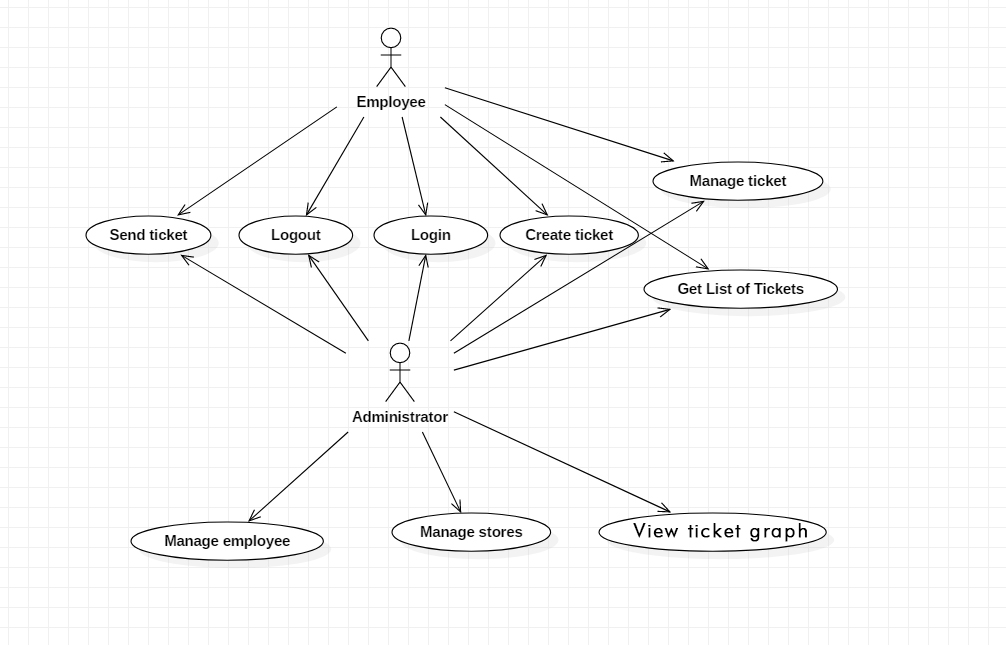 Employee
Manage ticket
Send ticket
Logout
Login
Create ticket
Get List of Tickets
Administrator
Manage employee
Manage stores
View ticket graph